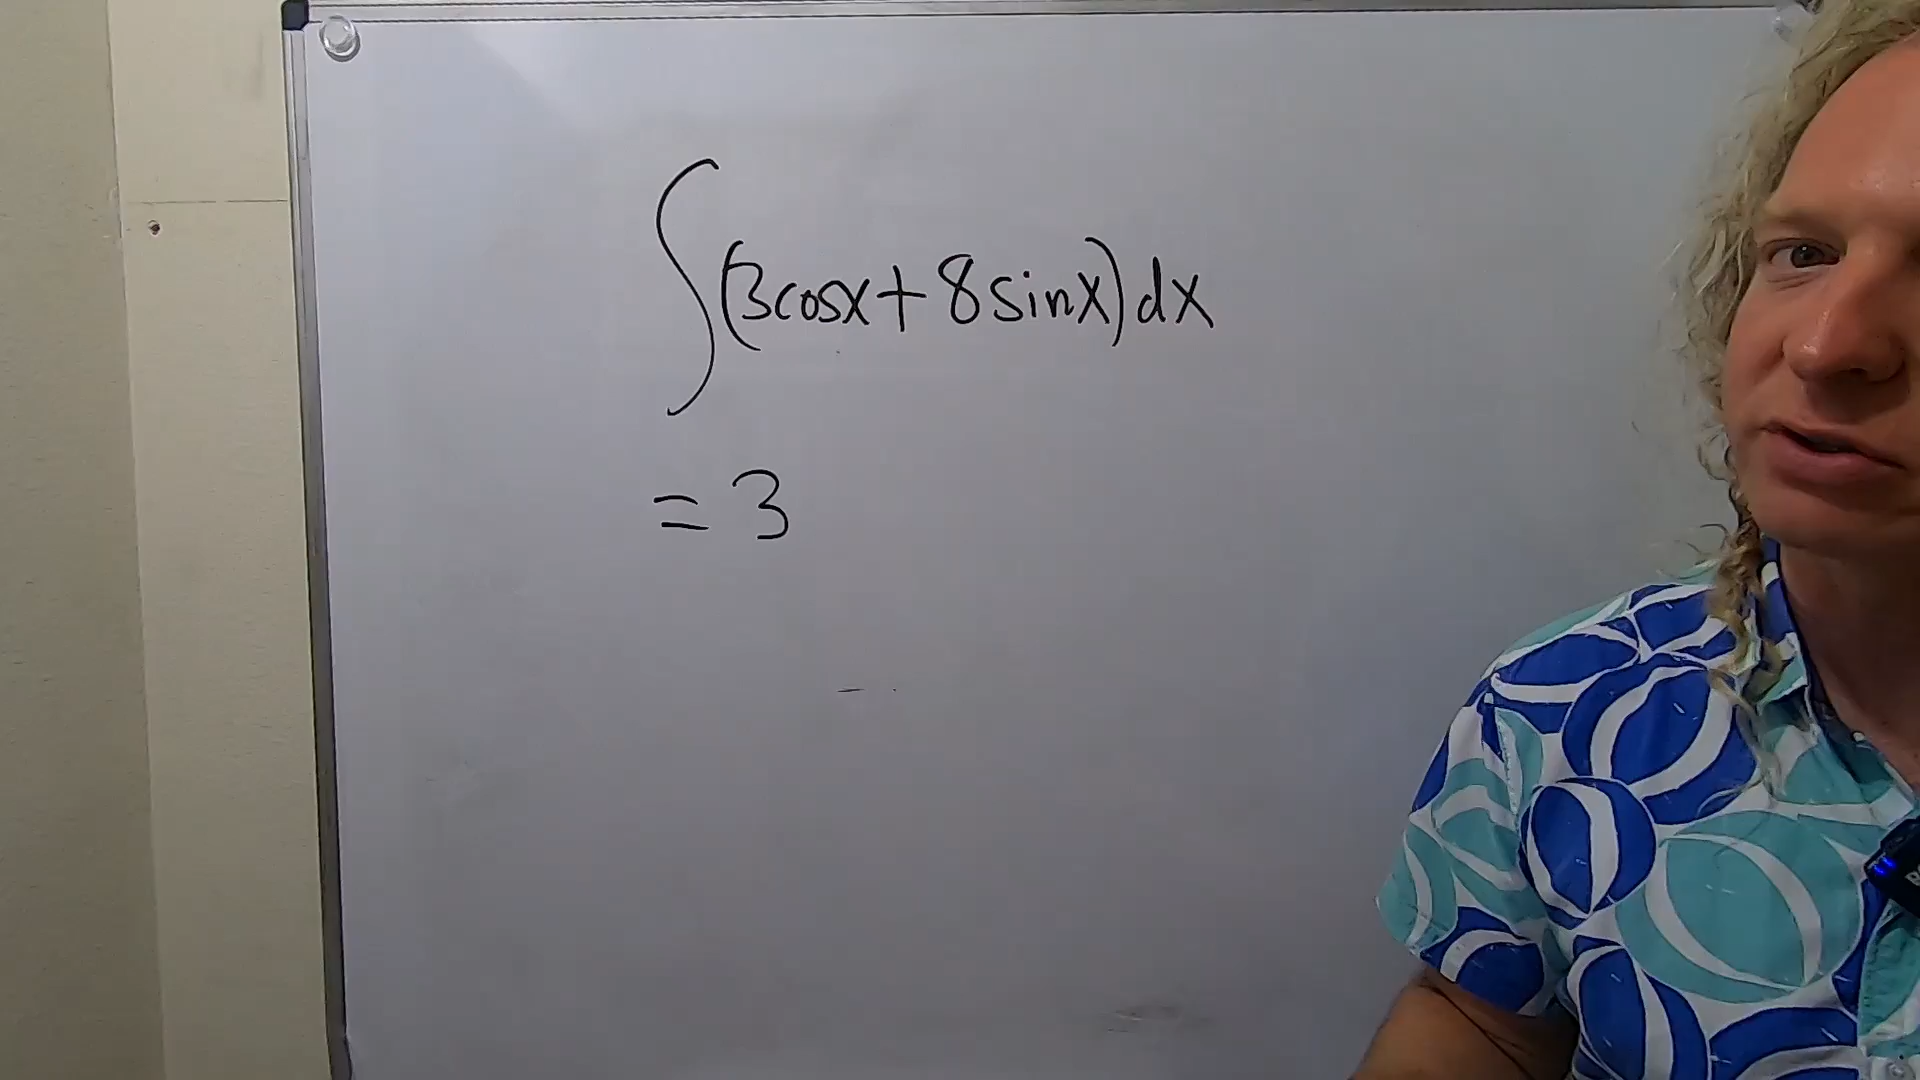 ∫(3cosx+8sinx)dx
= 3